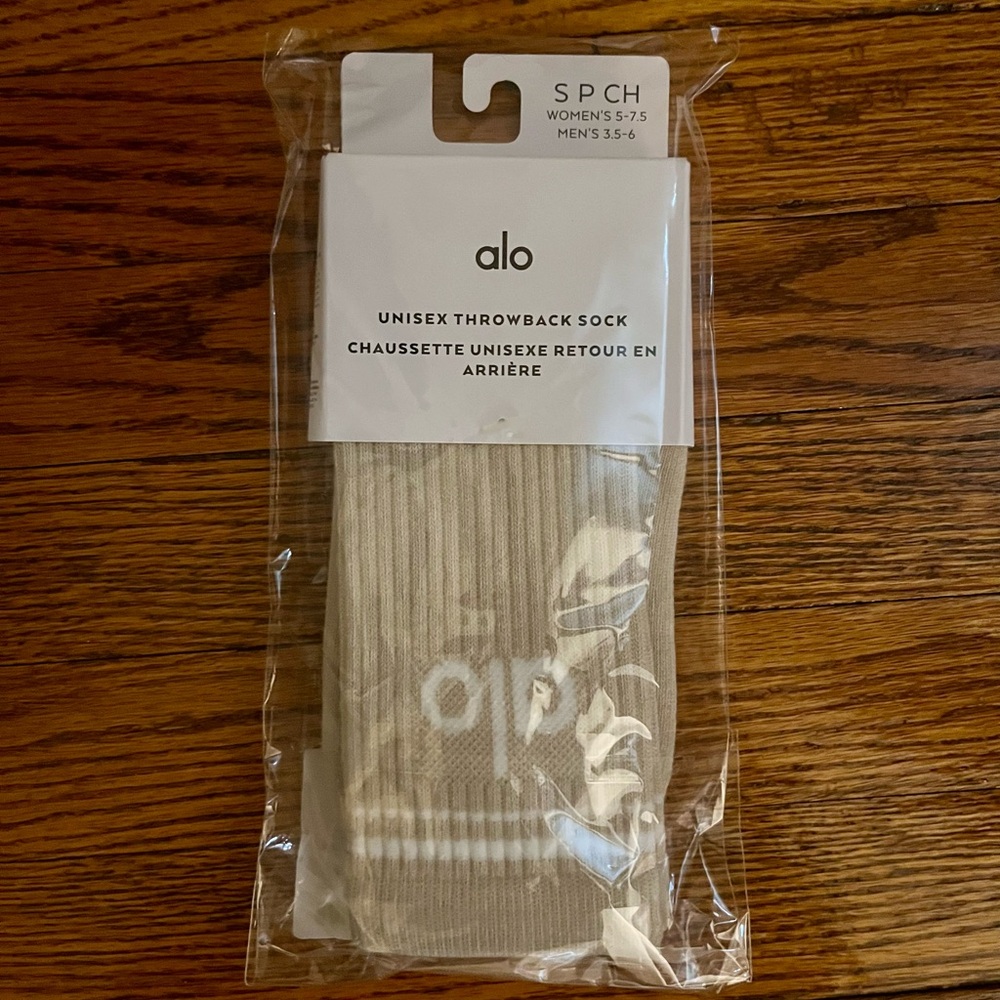 S P CH
WOMEN'S 5-7.5
MEN'S 3.5-6
alo
UNISEX THROWBACK SOCK
CHAUSSETTE UNISEXE RETOUR EN
ARRIÈRE
alo